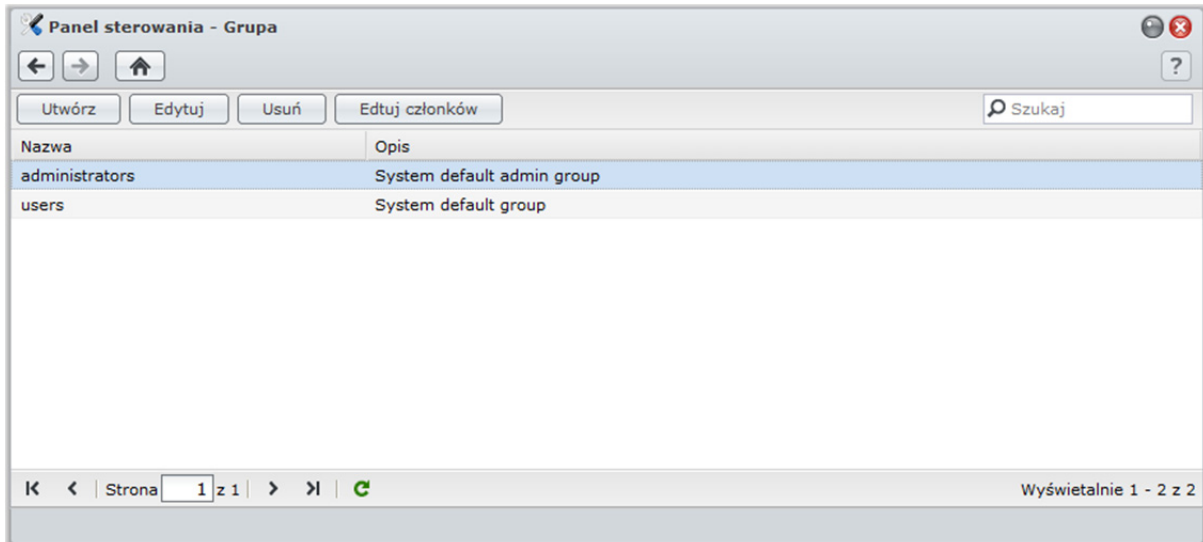 Panel sterowania - Grupa
?
Utwórz Edytuj Usuń Edtuj członków Szukaj
Nazwa Opis
administrators System default admin group
users System default group
Strona 1 z 1 Wyświetalnie 1 - 2 z 2